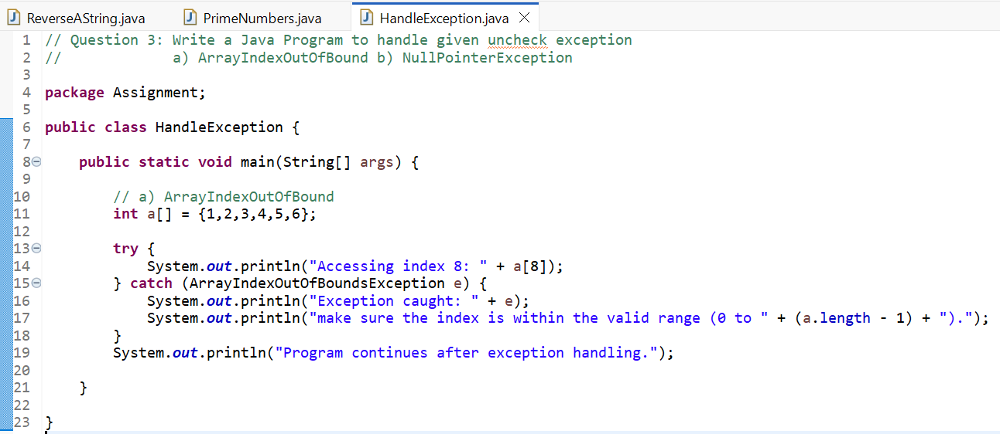 ReverseAString.java PrimeNumbers.java HandleException.java
1 // Question 3: Write a Java Program to handle given uncheck exception
2 //             a) ArrayIndexOutOfBound b) NullPointerException
3
4 package Assignment;
5
6 public class HandleException {
7
8     public static void main(String[] args) {
9
10         // a) ArrayIndexOutOfBound
11         int a[] = {1,2,3,4,5,6};
12
13         try {
14             System.out.println("Accessing index 8: " + a[8]);
15         } catch (ArrayIndexOutOfBoundsException e) {
16             System.out.println("Exception caught: " + e);
17             System.out.println("make sure the index is within the valid range (0 to " + (a.length - 1) + ").");
18         }
19         System.out.println("Program continues after exception handling.");
20
21     }
22
23 }